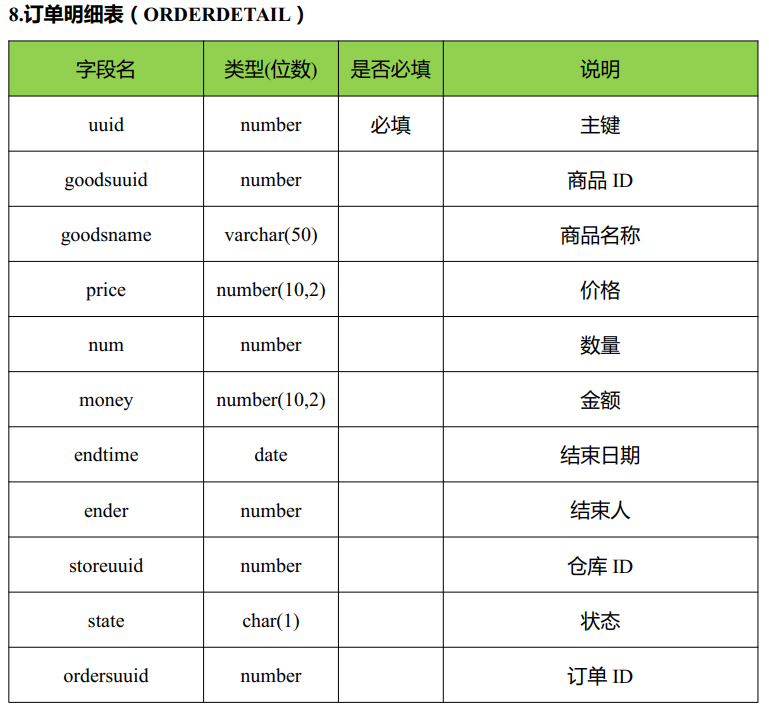 8.订单明细表（ORDERDETAIL）
字段名 类型(位数) 是否必填 说明
uuid number 必填 主键
goodsuuid number 商品 ID
goodsname varchar(50) 商品名称
price number(10,2) 价格
num number 数量
money number(10,2) 金额
endtime date 结束日期
ender number 结束人
storeuuid number 仓库 ID
state char(1) 状态
ordersuuid number 订单 ID